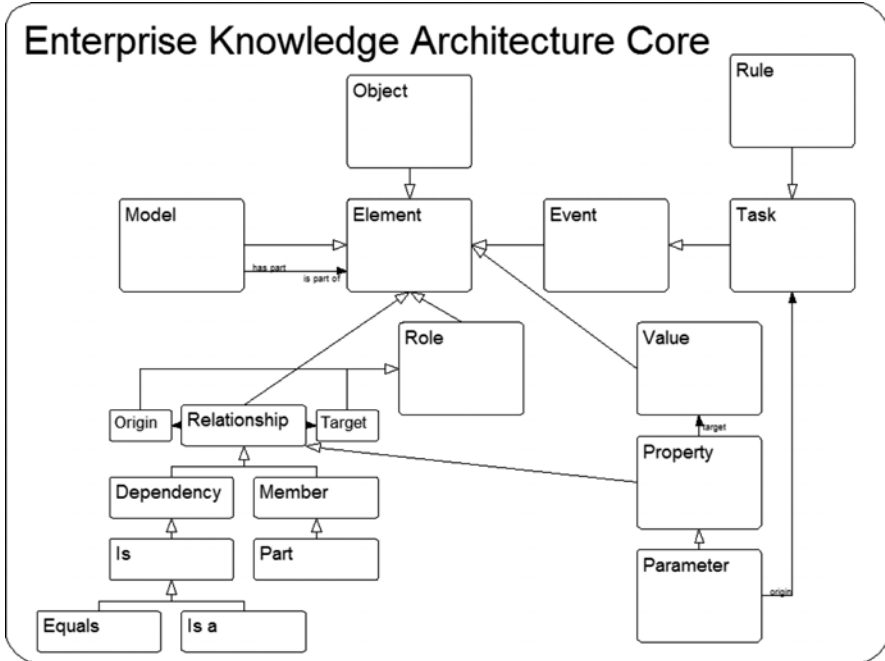 Enterprise Knowledge Architecture Core
Object
Rule
Model
Element
Event
Task
has part
is part of
Role
Value
Origin
Relationship
Target
target
Property
Dependency
Member
Is
Part
Parameter
origin
Equals
Is a